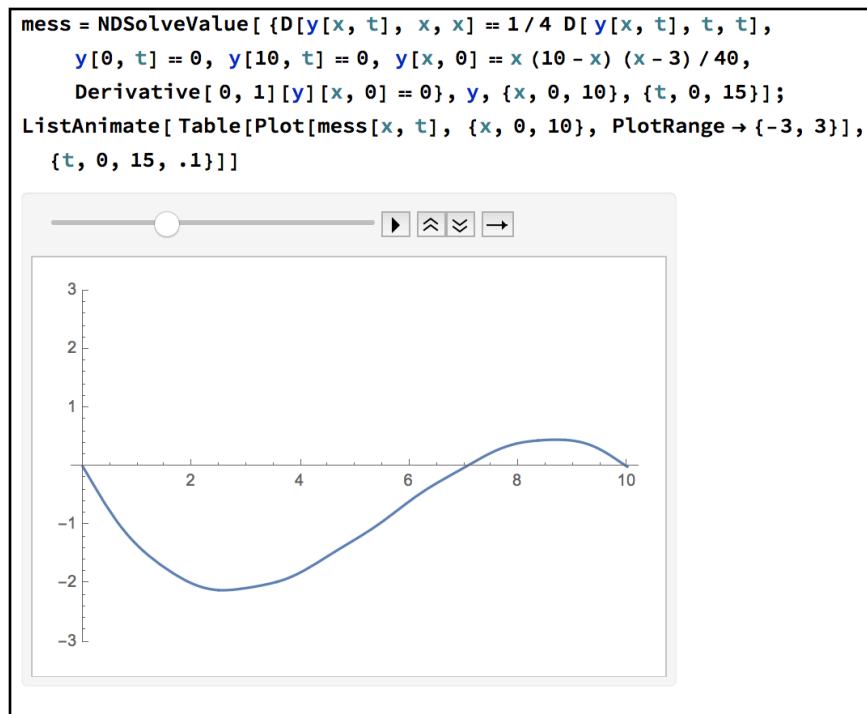 mess = NDSolveValue[ {D[y[x, t], x, x] == 1/4 D[ y[x, t], t, t],
y[0, t] == 0, y[10, t] == 0, y[x, 0] == x (10 - x) (x - 3) / 40,
Derivative[ 0, 1][y][x, 0] == 0}, y, {x, 0, 10}, {t, 0, 15}];
ListAnimate[ Table[Plot[mess[x, t], {x, 0, 10}, PlotRange → {-3, 3}],
{t, 0, 15, .1}]]
3
2
1
2 4 6 8 10
-1
-2
-3